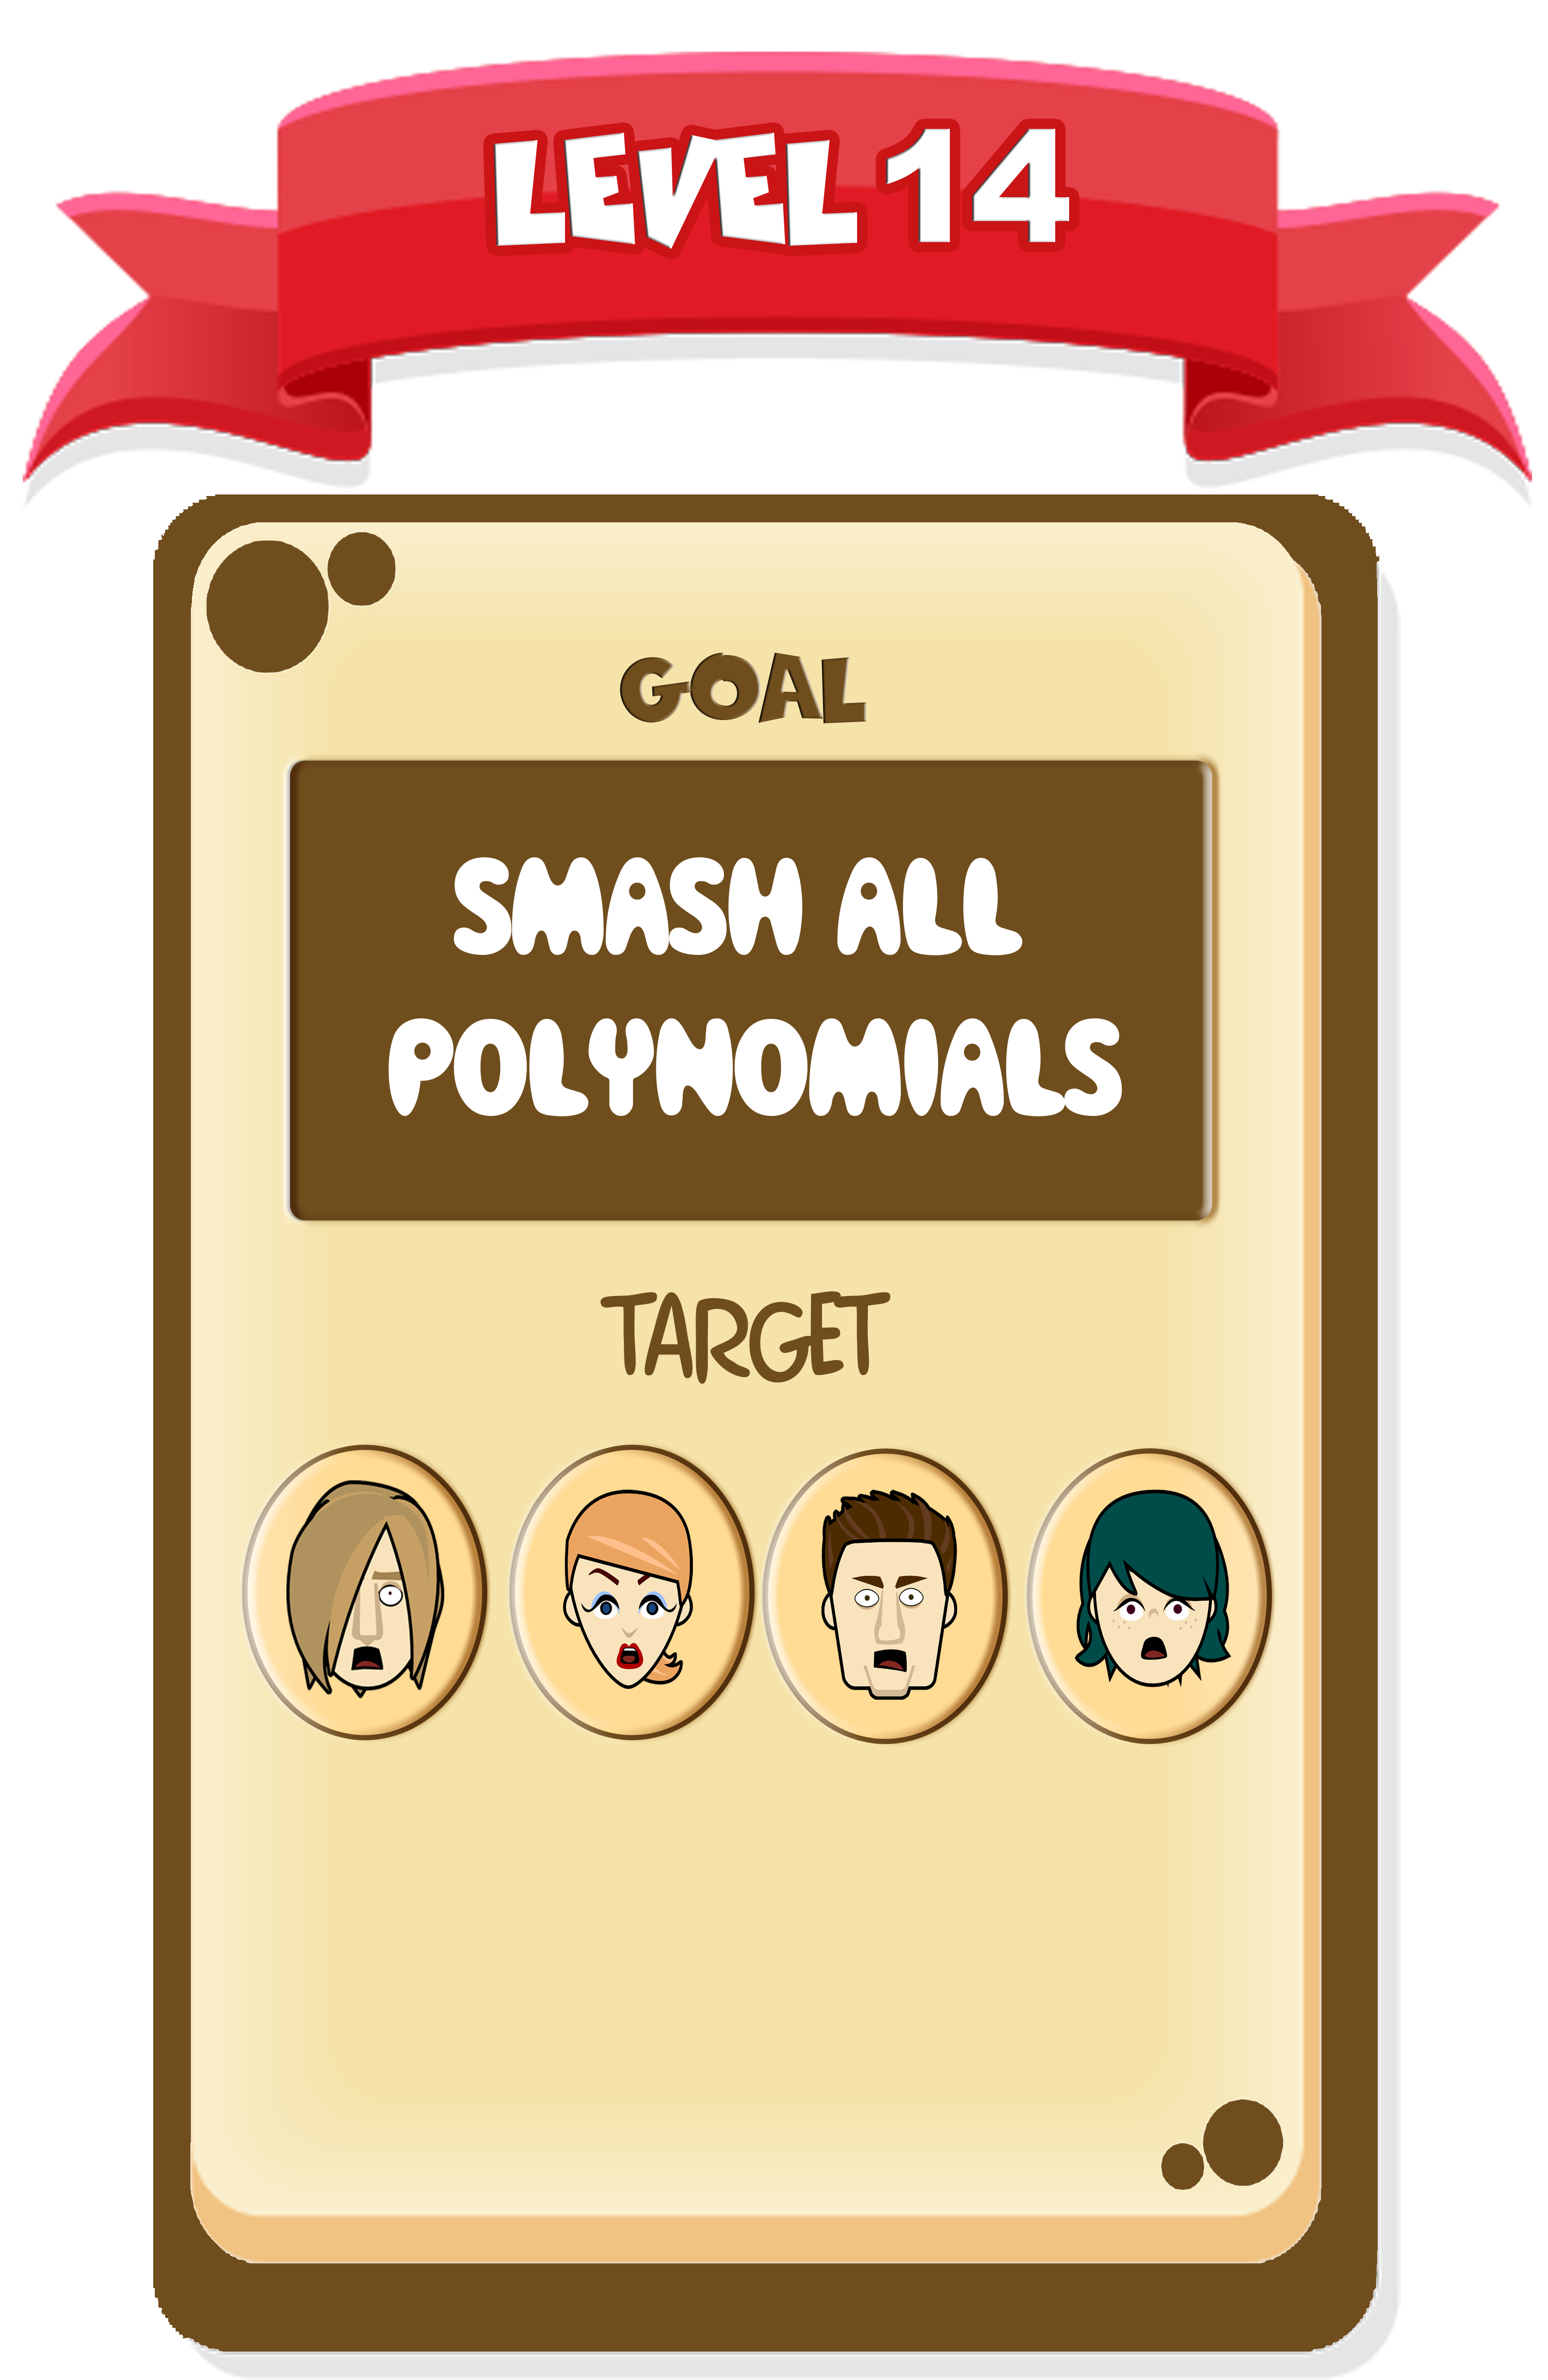 LEVEL 14
GOAL
SMASH ALL
POLYNOMIALS
TARGET